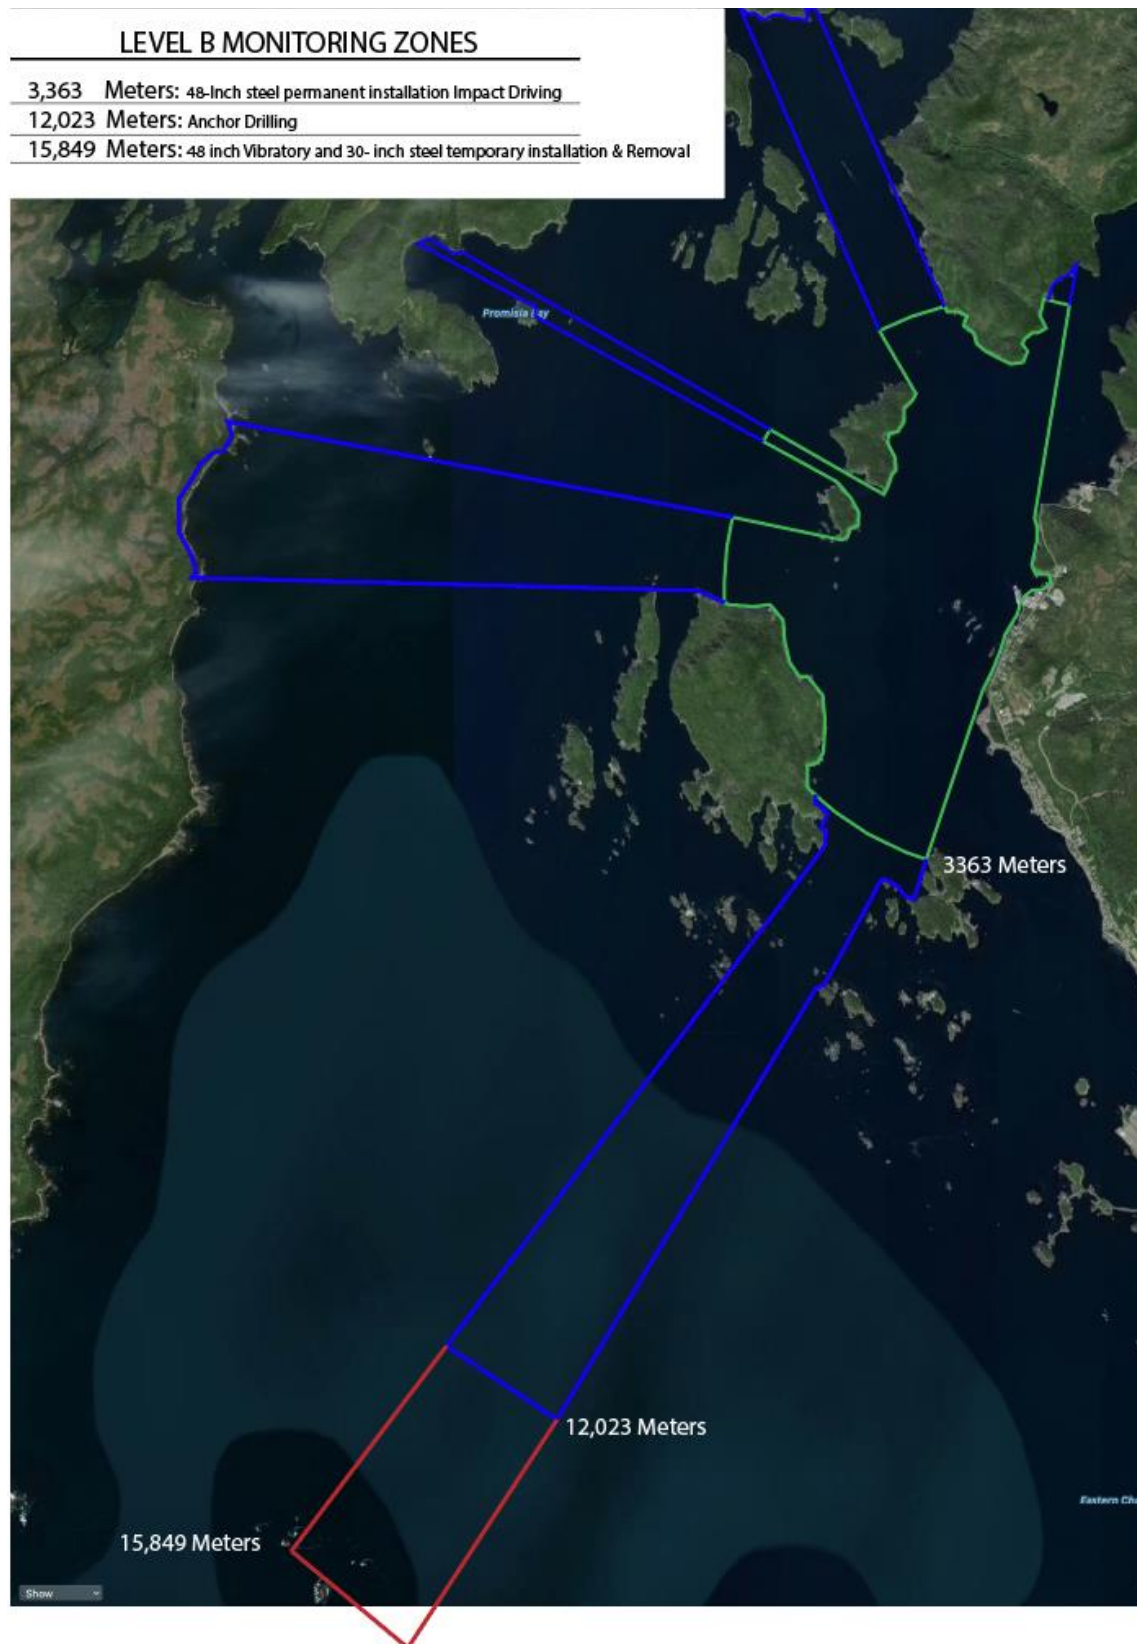 LEVEL B MONITORING ZONES
3,363 Meters: 48-Inch steel permanent installation Impact Driving
12,023 Meters: Anchor Drilling
15,849 Meters: 48 inch Vibratory and 30- inch steel temporary installation & Removal
3363 Meters
12,023 Meters
Eastern Ch
15,849 Meters
Show